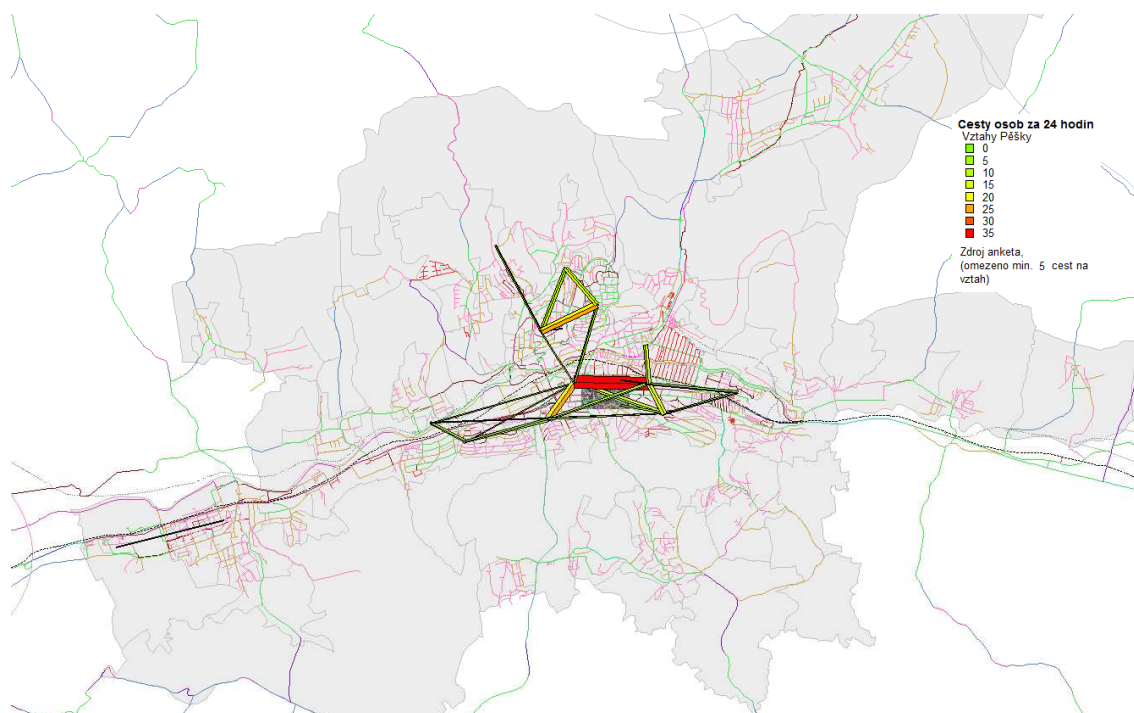 Cesty osob za 24 hodin
Vztahy Pěšky
0
5
10
15
20
25
30
35
Zdroj anketa,
(omezeno min. 5 cest na
vztah)